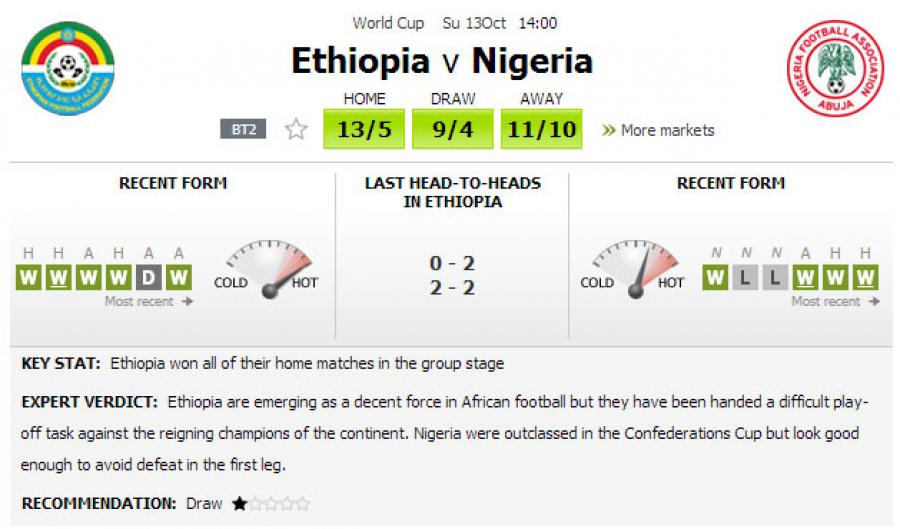 World Cup Su 13Oct 14:00
Ethiopia v Nigeria
HOME DRAW AWAY
BT2 13/5 9/4 11/10 » More markets
NIGERIA FOOTBALL ASSOCIATION
ABUJA
RECENT FORM
H H A H A A
W W W W D W
Most recent →
COLD HOT
LAST HEAD-TO-HEADS
IN ETHIOPIA
0 - 2
2 - 2
RECENT FORM
COLD HOT
N N N A H H
W L L W W W
Most recent →
KEY STAT: Ethiopia won all of their home matches in the group stage
EXPERT VERDICT: Ethiopia are emerging as a decent force in African football but they have been handed a difficult play-
off task against the reigning champions of the continent. Nigeria were outclassed in the Confederations Cup but look good
enough to avoid defeat in the first leg.
RECOMMENDATION: Draw